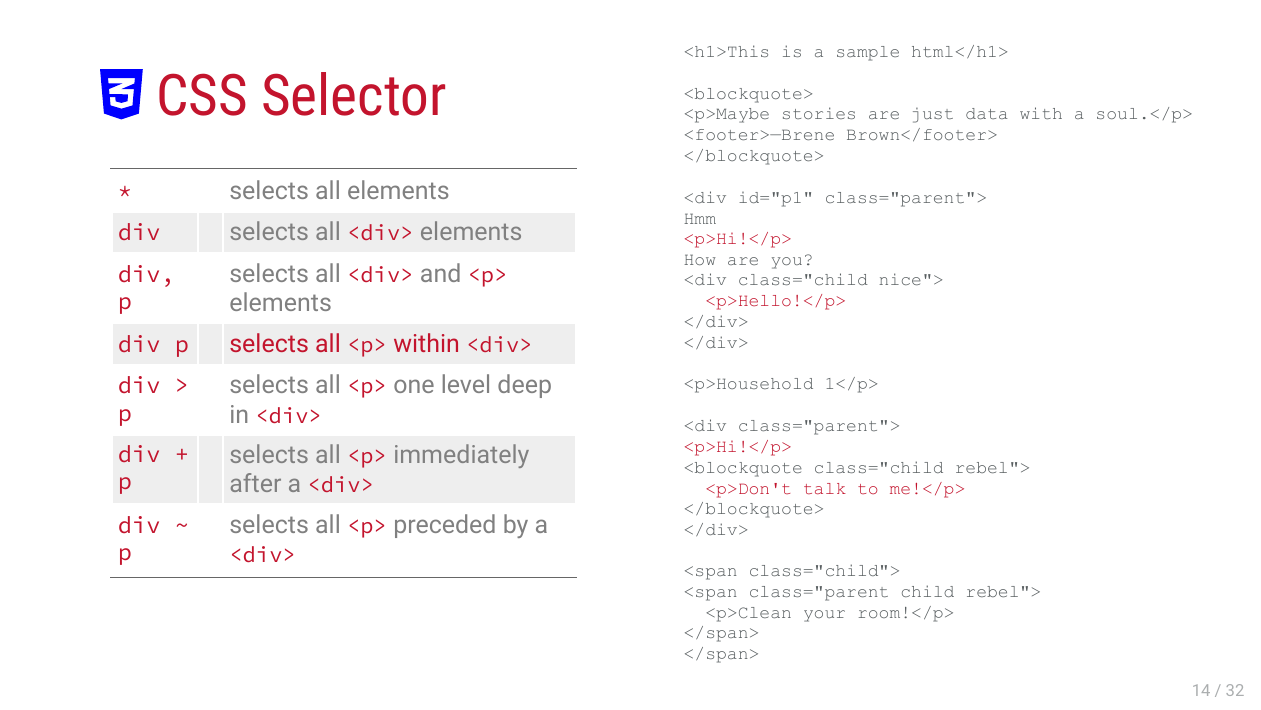 CSS Selector
* selects all elements
div selects all <div> elements
div, selects all <div> and <p>
p elements
div p selects all <p> within <div>
div > selects all <p> one level deep
p in <div>
div + selects all <p> immediately
p after a <div>
div ~ selects all <p> preceded by a
p <div>
<h1>This is a sample html</h1>
<blockquote>
<p>Maybe stories are just data with a soul.</p>
<footer>—Brene Brown</footer>
</blockquote>
<div id="p1" class="parent">
Hmm
<p>Hi!</p>
How are you?
<div class="child nice">
<p>Hello!</p>
</div>
</div>
<p>Household 1</p>
<div class="parent">
<p>Hi!</p>
<blockquote class="child rebel">
<p>Don't talk to me!</p>
</blockquote>
</div>
<span class="child">
<span class="parent child rebel">
<p>Clean your room!</p>
</span>
</span>
14 / 32